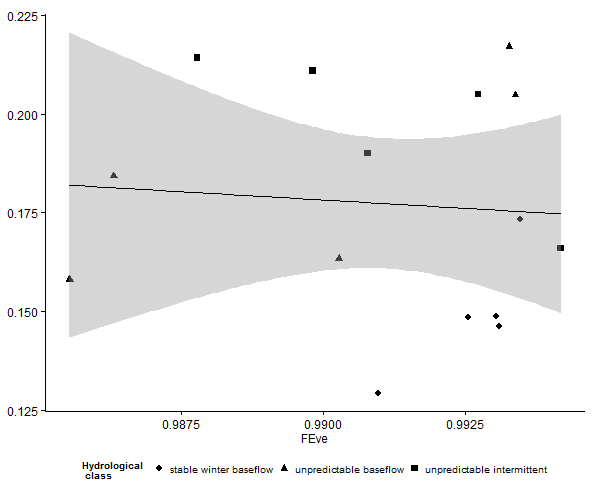 0.225
0.200
0.175
0.150
0.125
0.9875 0.9900 0.9925
FEve
Hydrological
class
stable winter baseflow unpredictable baseflow unpredictable intermittent